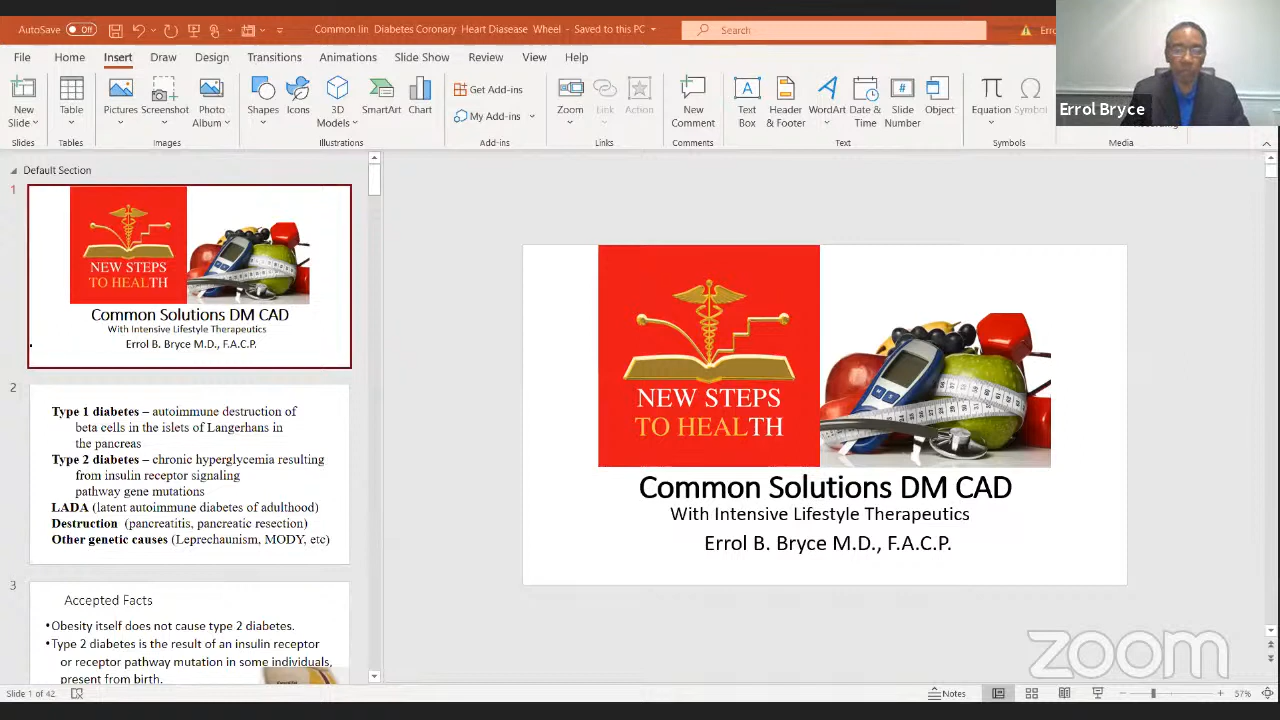 AutoSave Off
Common lin Diabetes Coronary Heart Diasease Wheel - Saved to this PC
Search
Erro
File Home Insert Draw Design Transitions Animations Slide Show Review View Help
New Slide
Table
Pictures
Screenshot
Photo Album
Shapes
Icons
3D Models
SmartArt
Chart
Get Add-ins
My Add-ins
Zoom
Link
Action
New Comment
Text Box
Header & Footer
WordArt
Date & Time
Slide Number
Object
Equation
Symbol
Slides
Tables
Images
Illustrations
Add-ins
Links
Comments
Text
Symbols
Media
Errol Bryce
Default Section
1
NEW STEPS
TO HEALTH
Common Solutions DM CAD
With Intensive Lifestyle Therapeutics
Errol B. Bryce M.D., F.A.C.P.
2
Type 1 diabetes – autoimmune destruction of
beta cells in the islets of Langerhans in
the pancreas
Type 2 diabetes – chronic hyperglycemia resulting
from insulin receptor signaling
pathway gene mutations
LADA (latent autoimmune diabetes of adulthood)
Destruction (pancreatitis, pancreatic resection)
Other genetic causes (Leprechaunism, MODY, etc)
3
Accepted Facts
•Obesity itself does not cause type 2 diabetes.
•Type 2 diabetes is the result of an insulin receptor
or receptor pathway mutation in some individuals,
present from birth.
NEW STEPS
TO HEALTH
Common Solutions DM CAD
With Intensive Lifestyle Therapeutics
Errol B. Bryce M.D., F.A.C.P.
zoom
Slide 1 of 42
Notes
57%